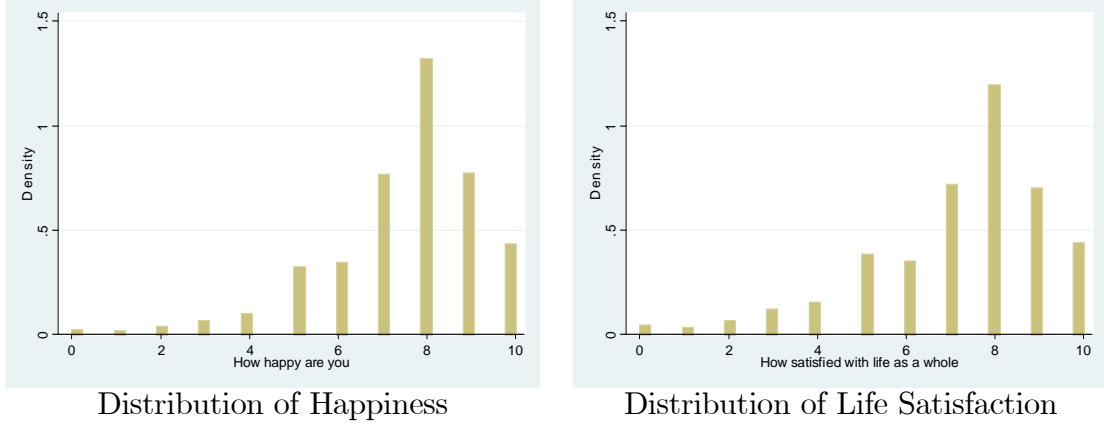 1.5
1
.5
0
Density
0 2 4 6 8 10
How happy are you
Distribution of Happiness
1.5
1
.5
0
Density
0 2 4 6 8 10
How satisfied with life as a whole
Distribution of Life Satisfaction